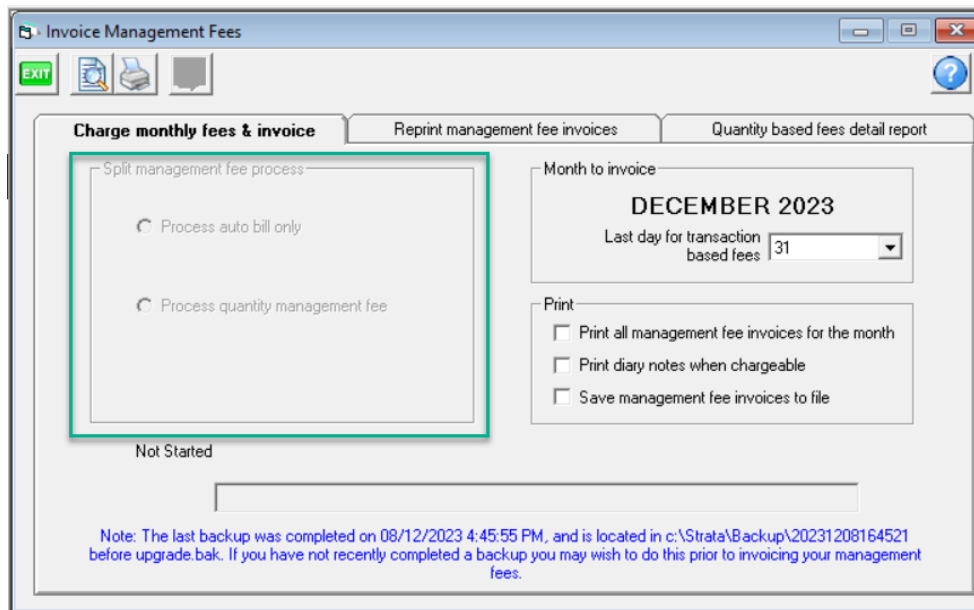 Invoice Management Fees
EXIT
Charge monthly fees & invoice
Reprint management fee invoices
Quantity based fees detail report
Split management fee process
Process auto bill only
Process quantity management fee
Month to invoice
DECEMBER 2023
Last day for transaction
based fees
31
Print
Print all management fee invoices for the month
Print diary notes when chargeable
Save management fee invoices to file
Not Started
Note: The last backup was completed on 08/12/2023 4:45:55 PM, and is located in c:\Strata\Backup\20231208164521
before upgrade.bak. If you have not recently completed a backup you may wish to do this prior to invoicing your management
fees.